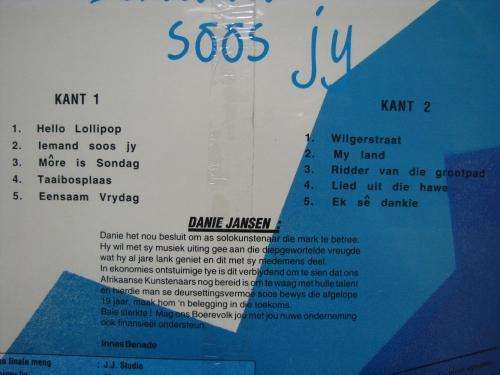 soos jy
KANT 1
1. Hello Lollipop
2. Iemand soos jy
3. Môre is Sondag
4. Taaibosplaas
5. Eensaam Vrydag
KANT 2
1. Wilgerstraat
2. My land
3. Ridder van die grootpad
4. Lied uit die hawe
5. Ek sê dankie
DANIE JANSEN :
Danie het nou besluit om as solokunstenaar die mark te betree.
Hy wil met sy musiek uiting gee aan die diepgewortelde vreugde
wat hy al jare lank geniet en dit met sy medemens deel.
In ekonomies onstuimige tye is dit verblydend om te sien dat ons
Afrikaanse Kunstenaars nog bereid is om te waag met hulle talent
en hierdie man se deursettingsvermoë soos bewys die afgelope
19 jaar, maak hom 'n belegging in die toekoms.
Baie sterkte ! Mag ons Boerevolk jou met jou nuwe onderneming
ook finansieël ondersteun.
Innes Benade
finale meng
: J.J. Studio